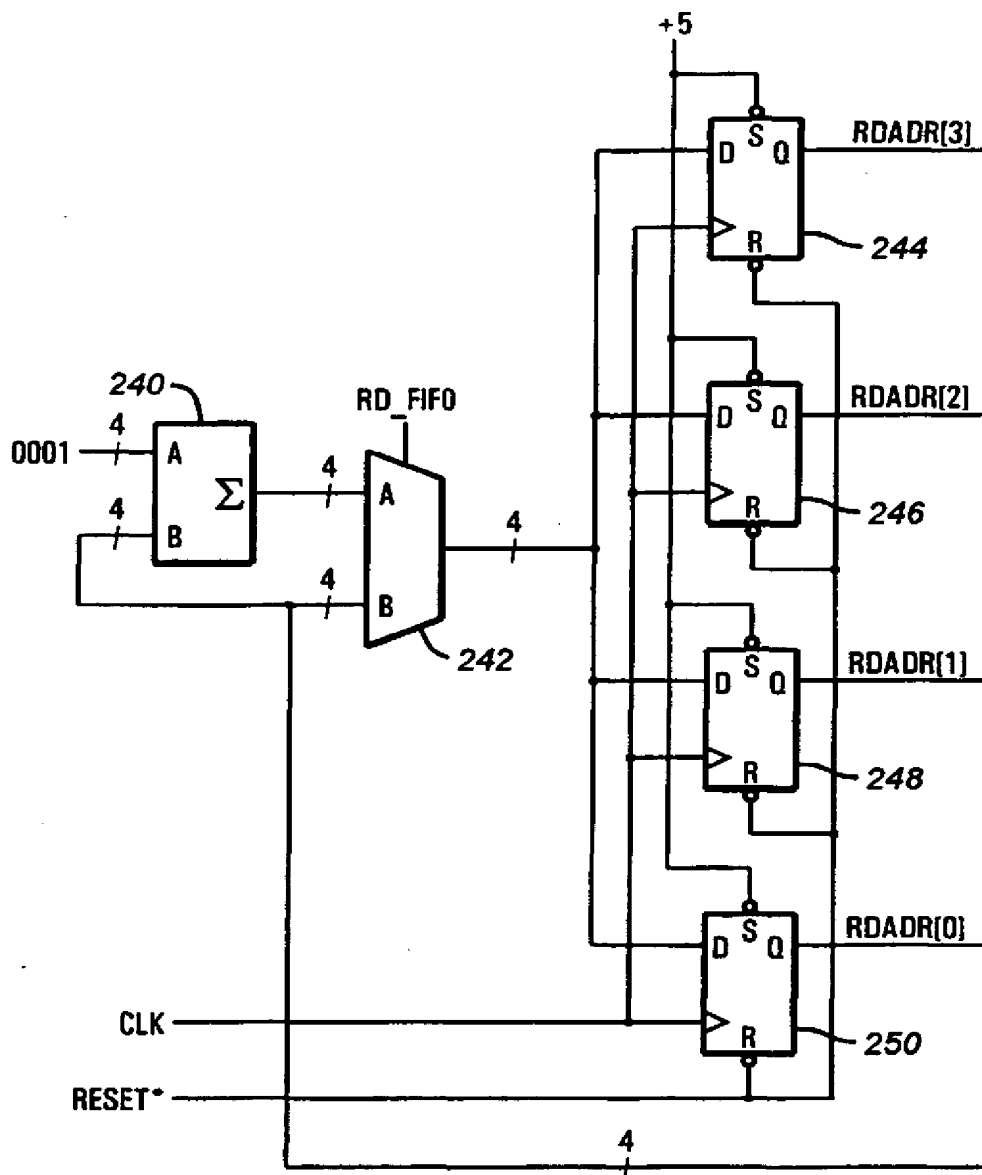 +5
S
D Q
RDADR[3]
R
244
S
D Q
RDADR[2]
R
246
240
RD_FIFO
4
0001
A
4
A
Σ
4
4
B
4
B
242
S
D Q
RDADR[1]
R
248
S
D Q
RDADR[0]
R
250
CLK
RESET*
4